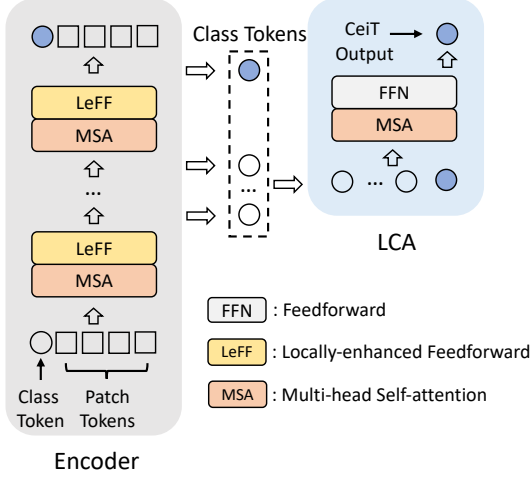 Class Tokens
CeiT
Output
LeFF
MSA
...
LeFF
MSA
Class
Token
Patch
Tokens
Encoder
...
FFN
MSA
...
LCA
FFN : Feedforward
LeFF : Locally-enhanced Feedforward
MSA : Multi-head Self-attention